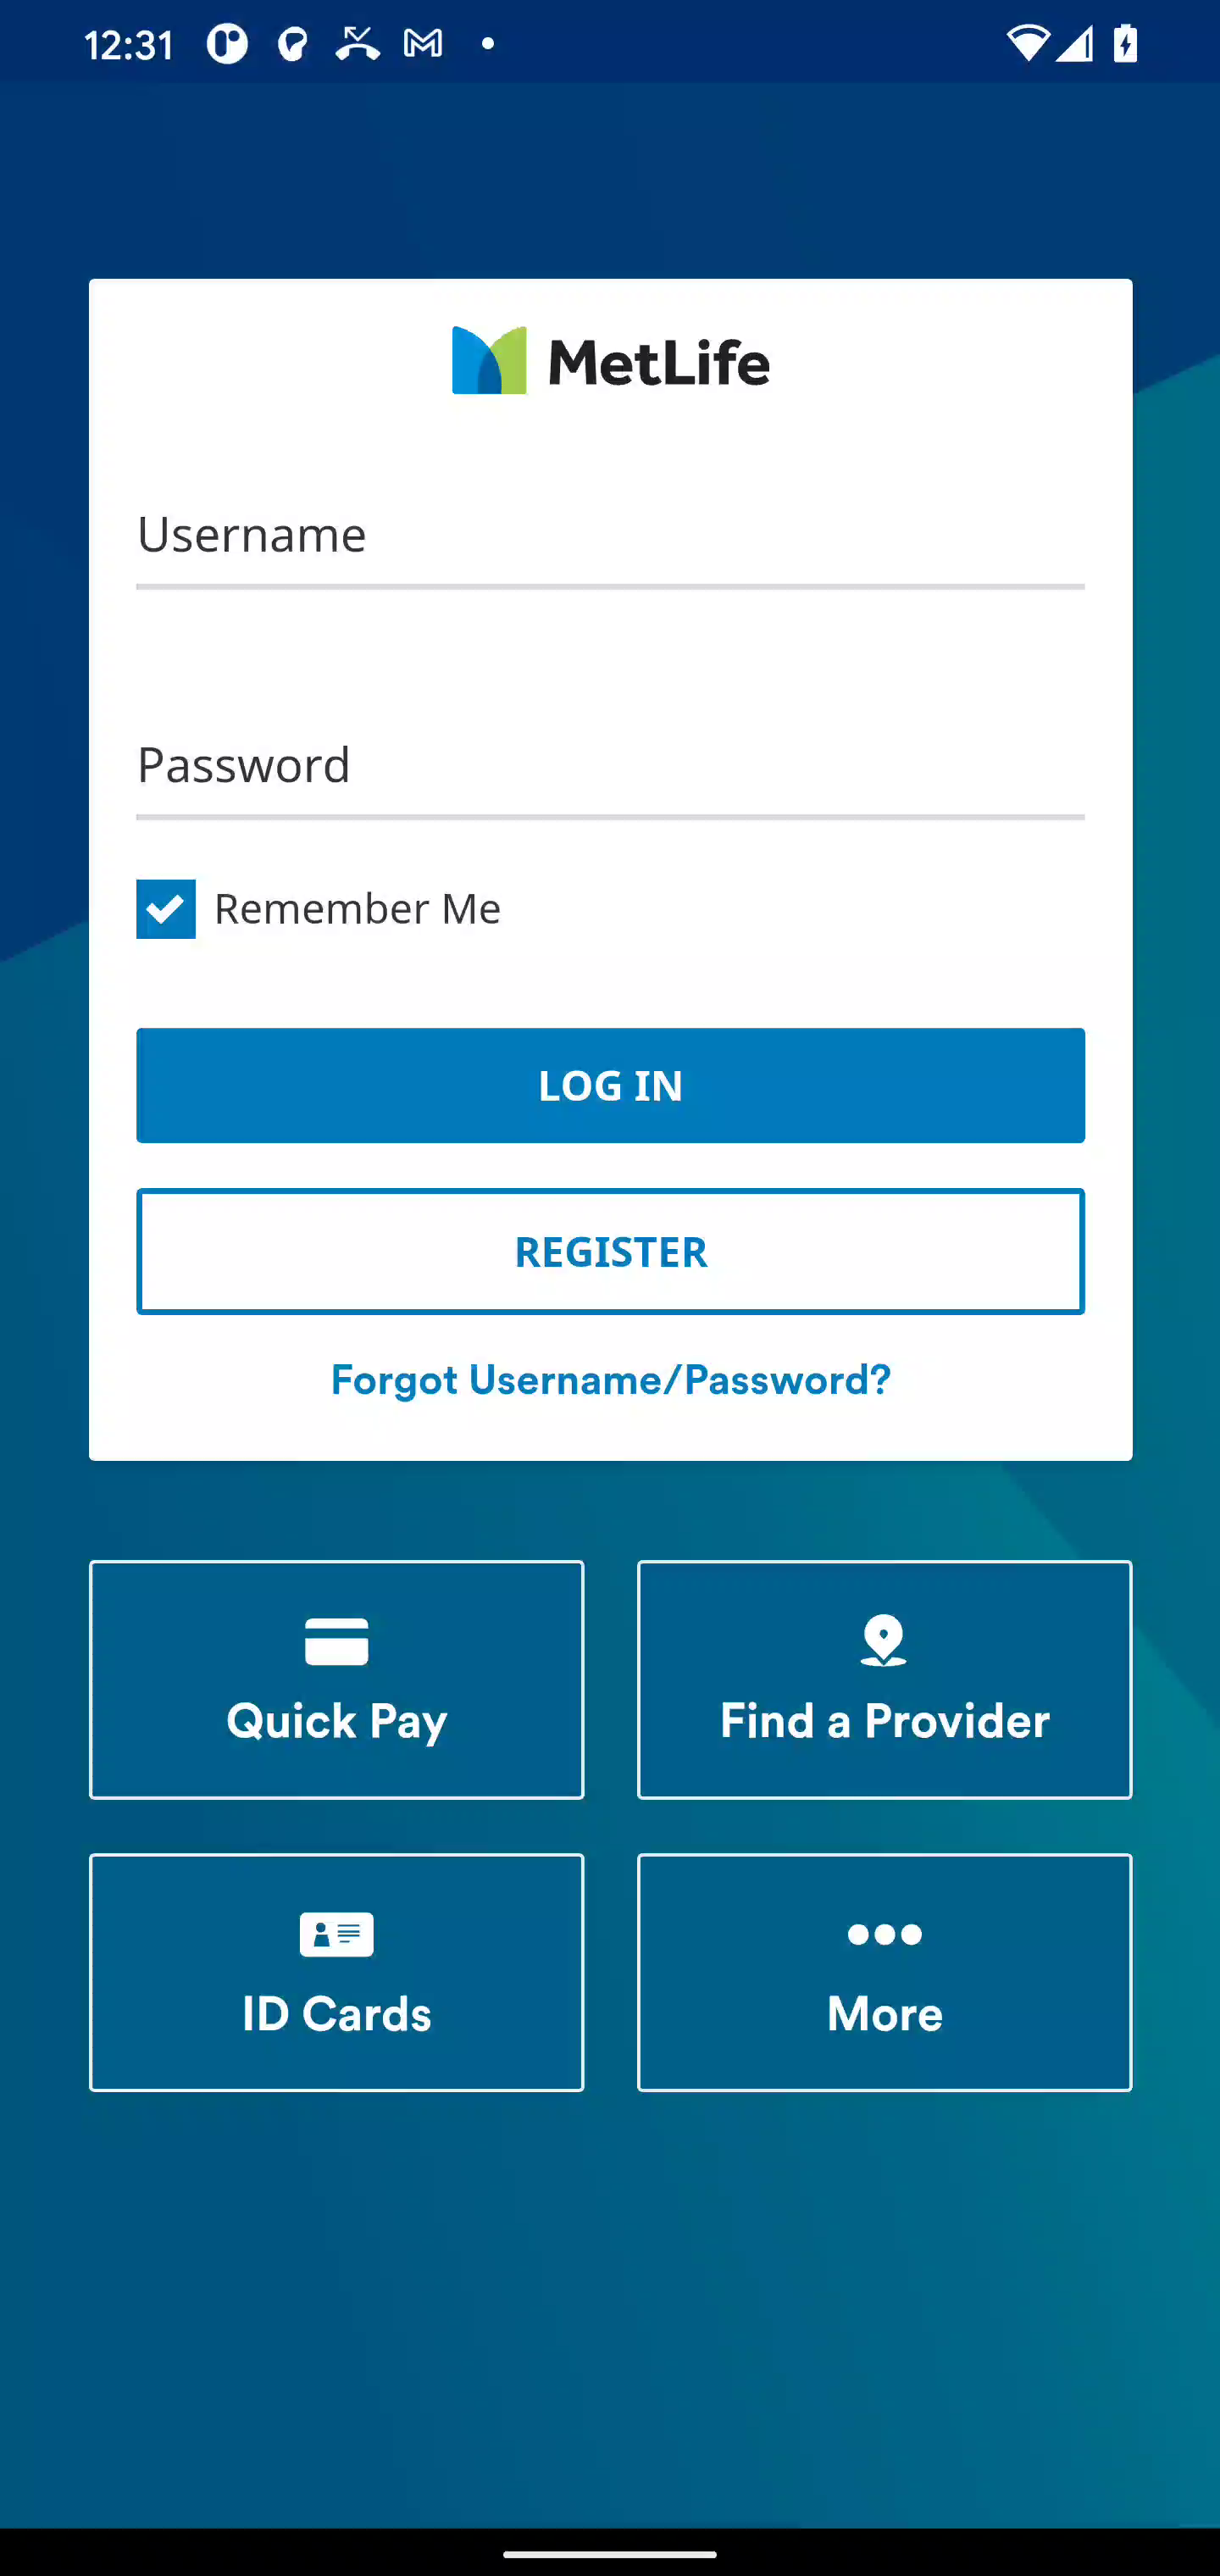 12:31
MetLife
Username
Password
Remember Me
LOG IN
REGISTER
Forgot Username/Password?
Quick Pay
Find a Provider
ID Cards
More